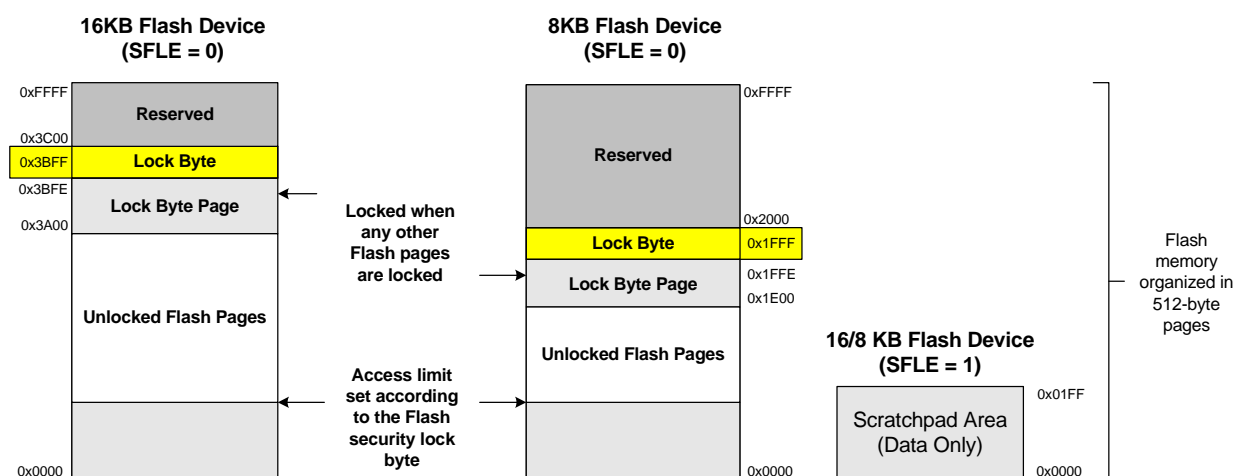 16KB Flash Device
(SFLE = 0)
0xFFFF
Reserved
0x3C00
0x3BFF
Lock Byte
0x3BFE
Lock Byte Page
0x3A00
Unlocked Flash Pages
0x0000
Locked when
any other
Flash pages
are locked
Access limit
set according
to the Flash
security lock
byte
8KB Flash Device
(SFLE = 0)
0xFFFF
Reserved
0x2000
Lock Byte
0x1FFF
0x1FFE
Lock Byte Page
0x1E00
Unlocked Flash Pages
0x0000
16/8 KB Flash Device
(SFLE = 1)
0x01FF
Scratchpad Area
(Data Only)
0x0000
Flash
memory
organized in
512-byte
pages